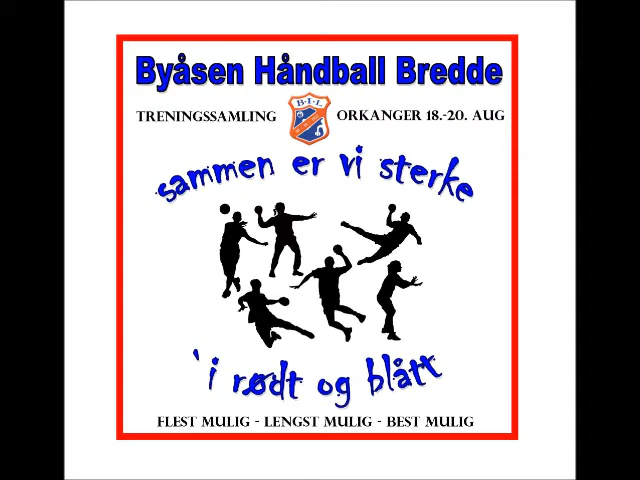 Byåsen Håndball Bredde
TRENINGSSAMLING
B·I·L
ORKANGER 18.-20. AUG
sammen er vi sterke
`i rødt og blått
FLEST MULIG - LENGST MULIG - BEST MULIG